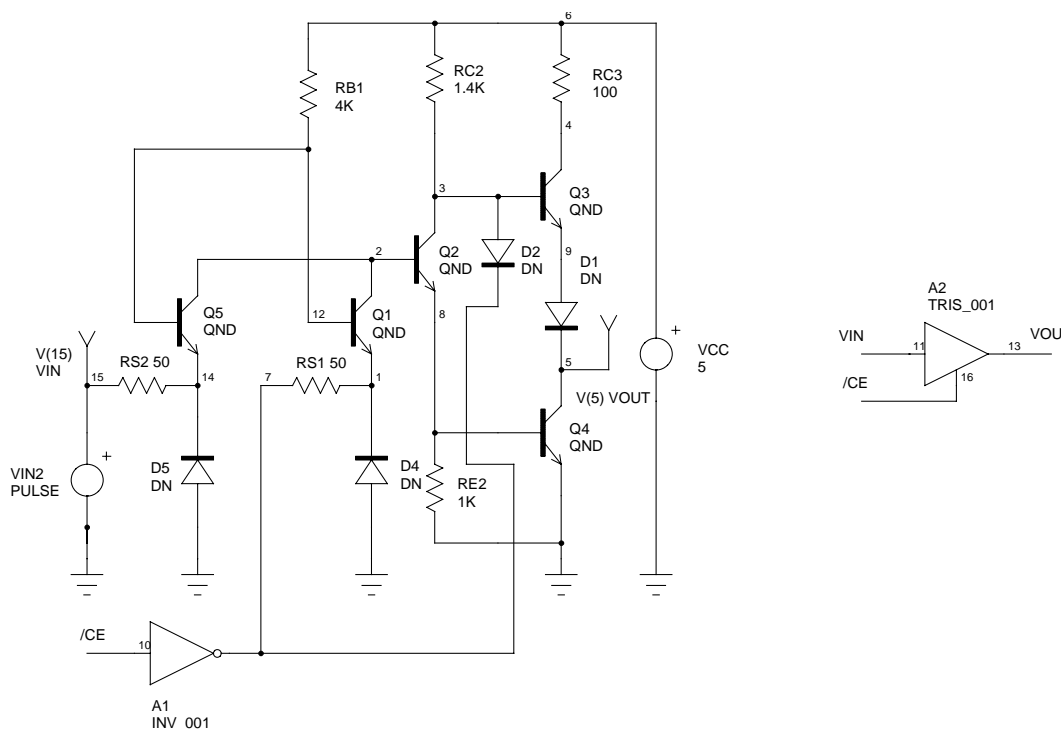 6
RB1
4K
RC2
1.4K
RC3
100
4
3
Q3
QND
2
Q2
QND
D2
DN
9
D1
DN
Q5
QND
12
Q1
QND
8
A2
TRIS_001
V(15)
VIN
RS2 50
RS1 50
VCC
5
VIN
11
13
VOU
15
14
7
1
5
V(5) VOUT
/CE
16
Q4
QND
VIN2
PULSE
D5
DN
D4
DN
RE2
1K
/CE
10
A1
INV_001